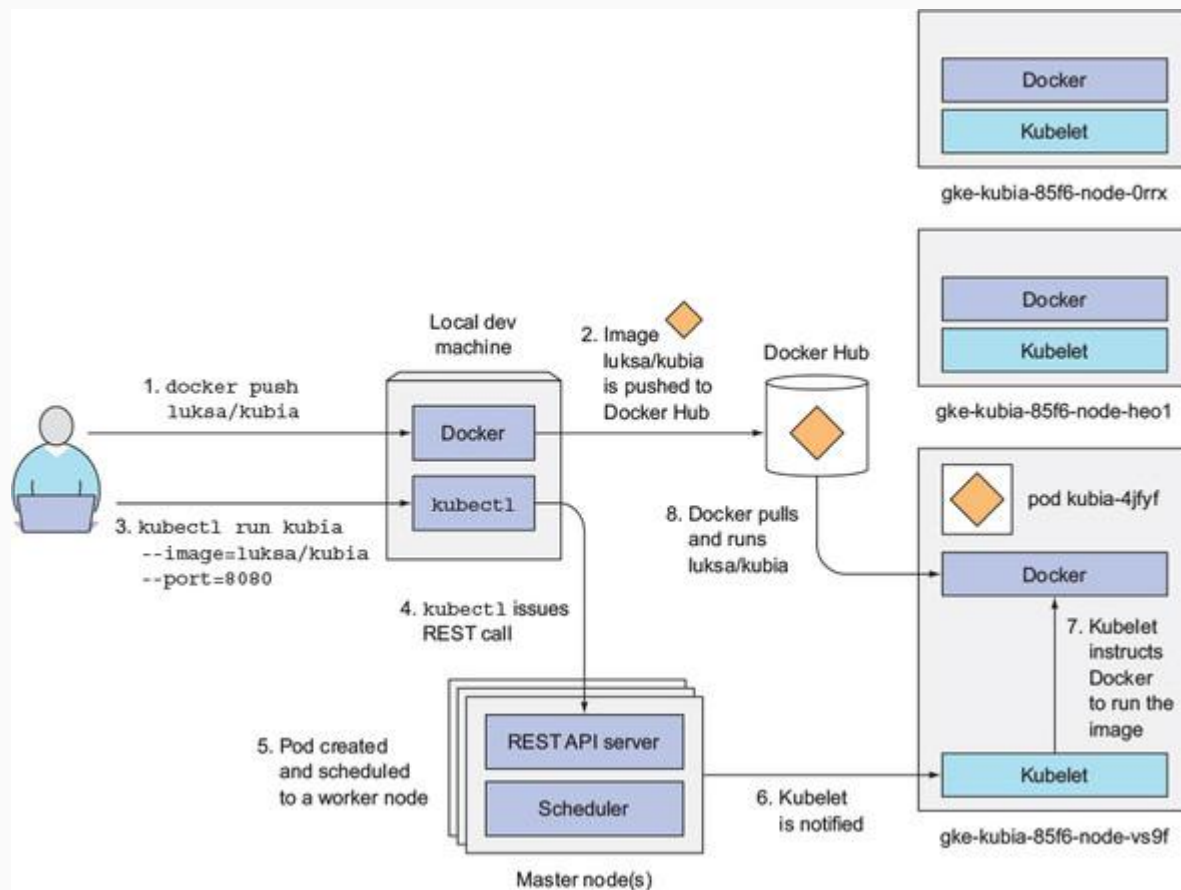 Docker
Kubelet
gke-kubia-85f6-node-0rrx
Docker
Kubelet
gke-kubia-85f6-node-heo1
Local dev
machine
1. docker push
luksa/kubia
Docker
kubectl
2. Image
luksa/kubia
is pushed to
Docker Hub
Docker Hub
3. kubectl run kubia
--image=luksa/kubia
--port=8080
4. kubectl issues
REST call
5. Pod created
and scheduled
to a worker node
REST API server
Scheduler
Master node(s)
6. Kubelet
is notified
8. Docker pulls
and runs
luksa/kubia
pod kubia-4jfyf
Docker
7. Kubelet
instructs
Docker
to run the
image
Kubelet
gke-kubia-85f6-node-vs9f